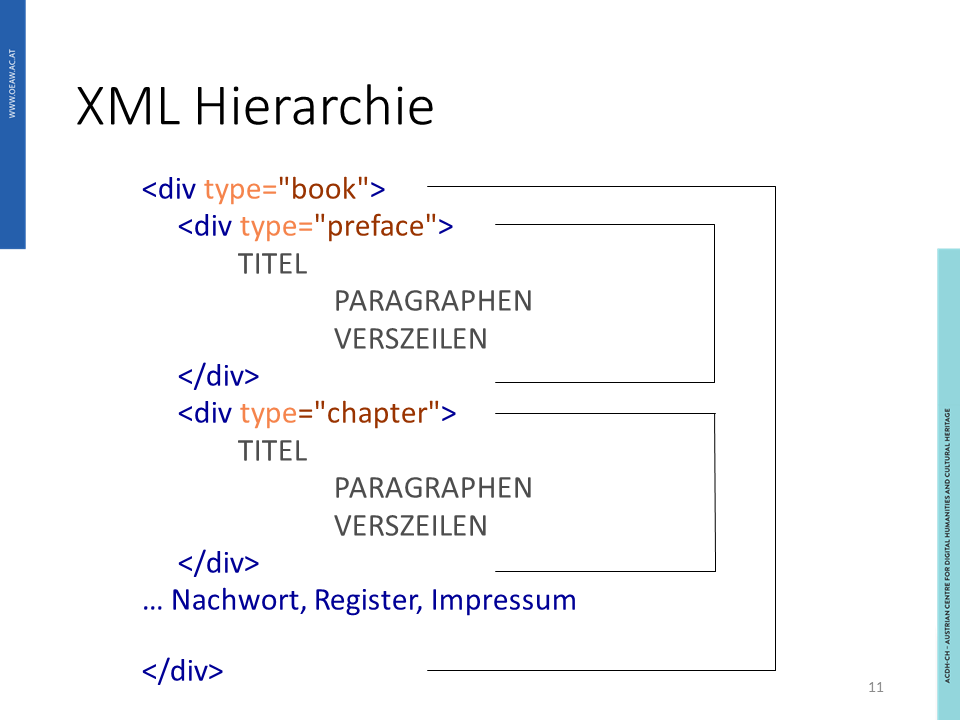 WWW.OEAW.AC.AT
XML Hierarchie
<div type="book">
<div type="preface">
TITEL
PARAGRAPHEN
VERSZEILEN
</div>
<div type="chapter">
TITEL
PARAGRAPHEN
VERSZEILEN
</div>
… Nachwort, Register, Impressum
</div>
11
ACDH-CH – AUSTRIAN CENTRE FOR DIGITAL HUMANITIES AND CULTURAL HERITAGE